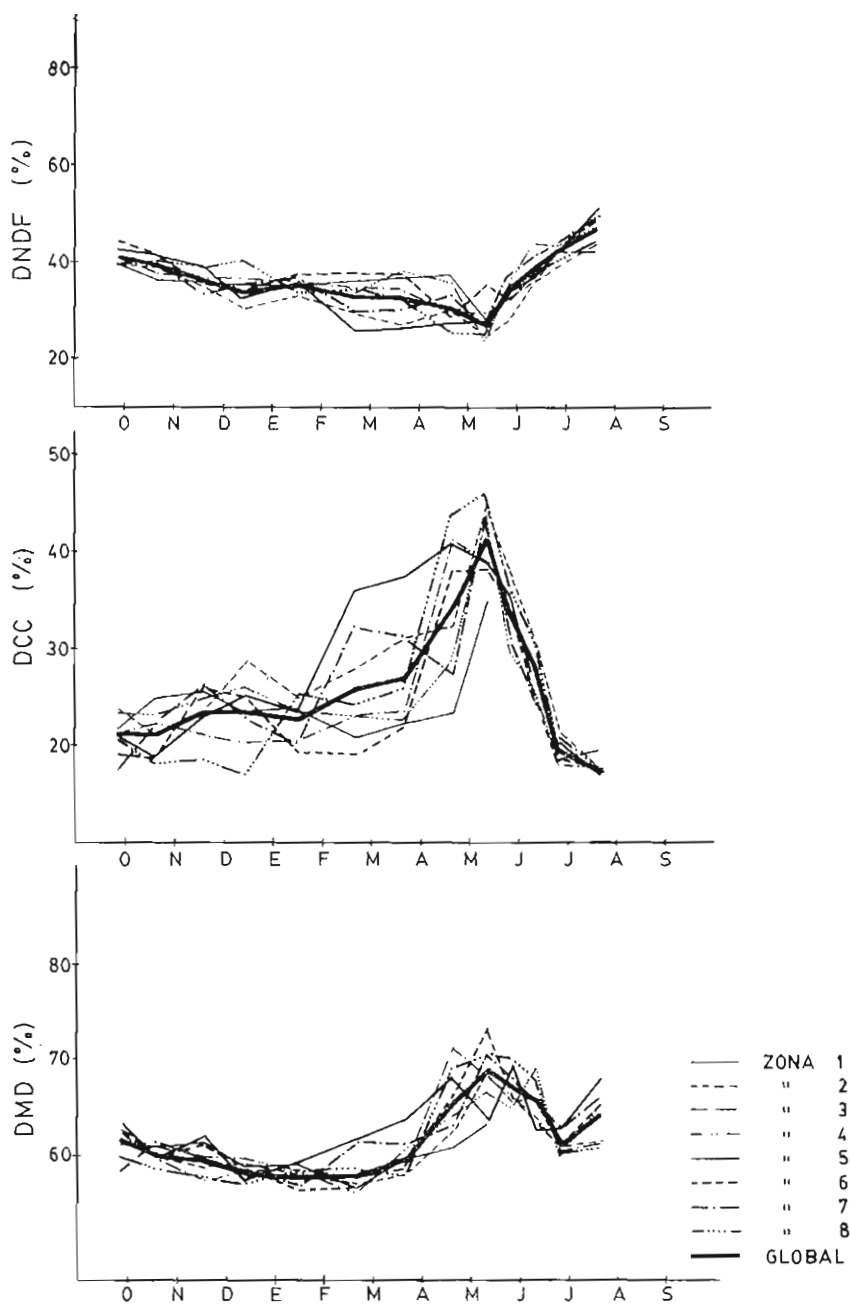 DNDF (%)
80
60
40
20
O N D E F M A M J J A S
DCC (%)
50
40
30
20
O N D E F M A M J J A S
DMD (%)
80
70
60
O N D E F M A M J J A S
ZONA 1
" 2
" 3
" 4
" 5
" 6
" 7
" 8
GLOBAL